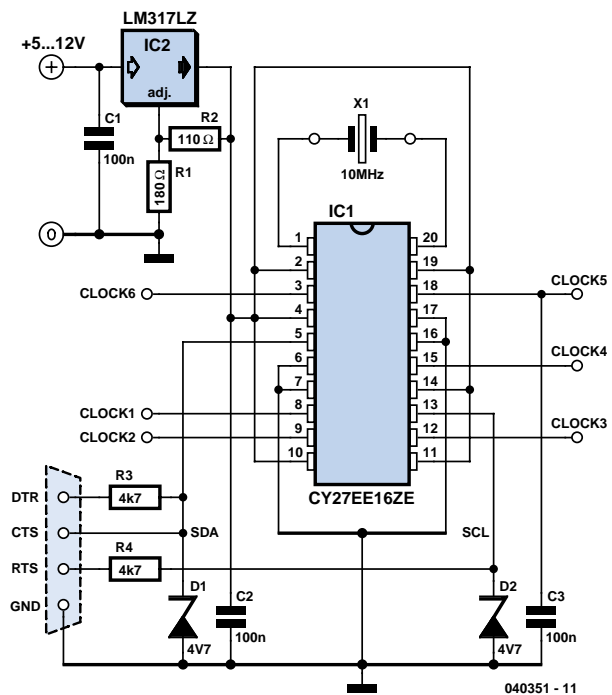 LM317LZ
+5...12V
IC2
adj.
C1
100n
R2
110Ω
R1
180Ω
0
X1
10MHz
IC1
1
2
3
4
5
6
7
8
9
10
20
19
18
17
16
15
14
13
12
11
CLOCK6
CLOCK1
CLOCK2
CLOCK5
CLOCK4
CLOCK3
CY27EE16ZE
R3
4k7
DTR
CTS
SDA
R4
4k7
RTS
GND
SCL
D1
4V7
C2
100n
D2
4V7
C3
100n
040351 - 11